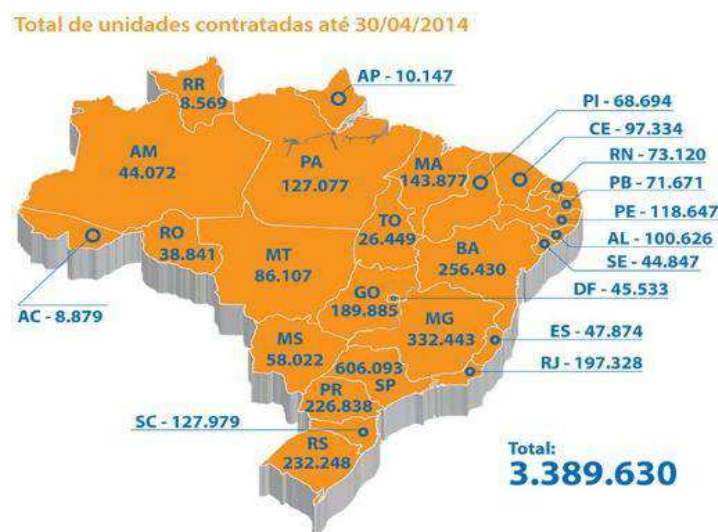 Total de unidades contratadas até 30/04/2014
AP - 10.147
RR
8.569
PI - 68.694
CE - 97.334
RN - 73.120
PB - 71.671
PE - 118.647
AL - 100.626
SE - 44.847
DF - 45.533
AM
44.072
PA
127.077
MA
143.877
TO
26.449
RO
38.841
MT
86.107
BA
256.430
AC - 8.879
GO
189.885
MG
332.443
ES - 47.874
RJ - 197.328
MS
58.022
606.093
SP
PR
226.838
SC - 127.979
RS
232.248
Total:
3.389.630